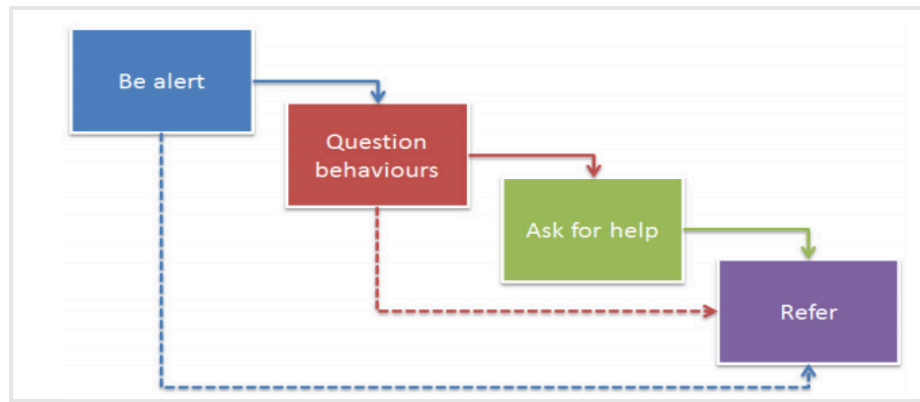 Be alert
Question
behaviours
Ask for help
Refer